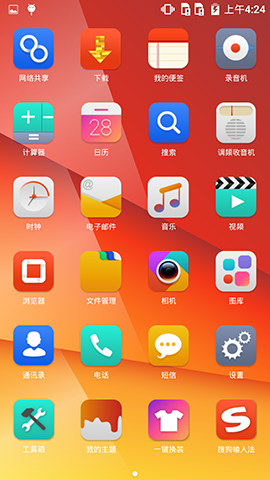 上午4:24
网络共享 下载 我的便签 录音机
28
计算器 日历 搜索 调频收音机
时钟 电子邮件 音乐 视频
浏览器 文件管理 相机 图库
通讯录 电话 短信 设置
工具箱 我的主题 一键换装 搜狗输入法